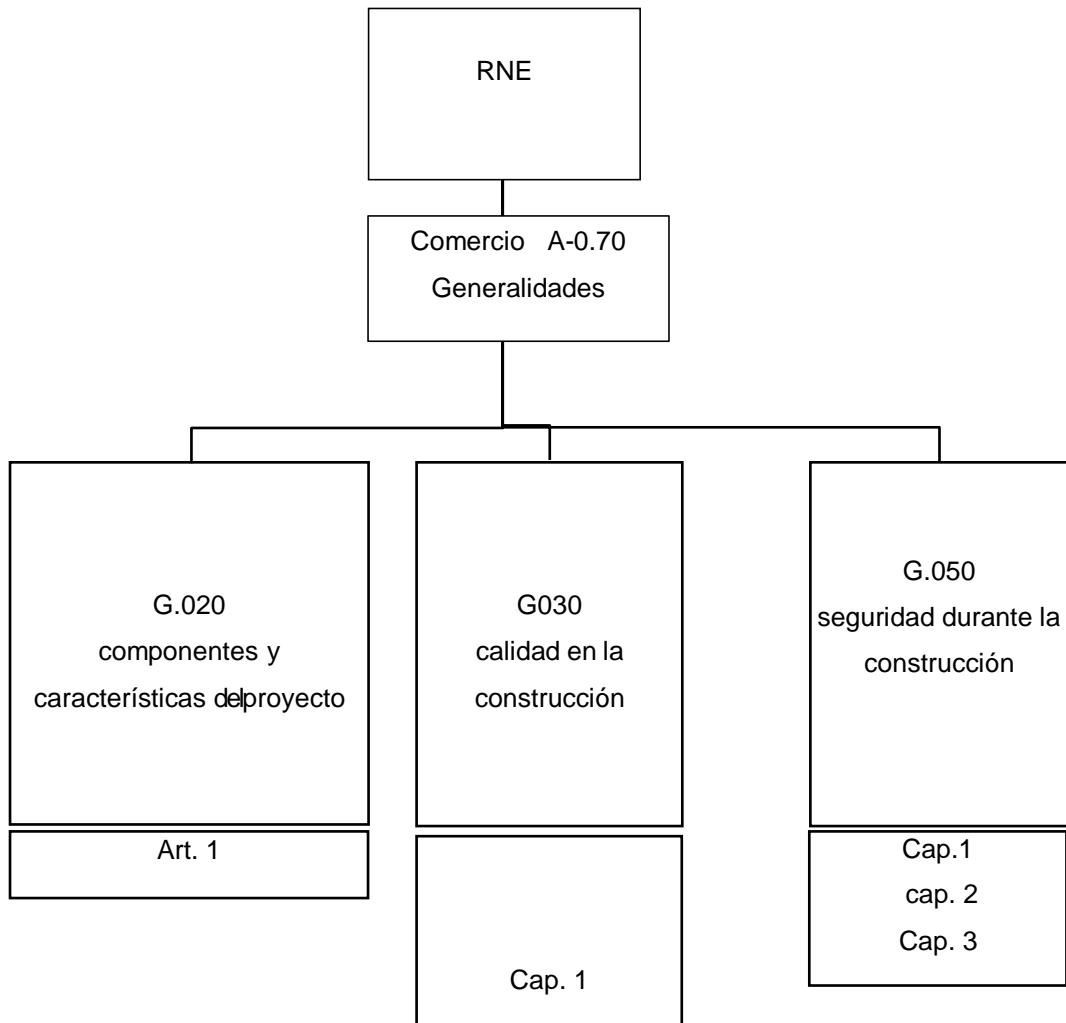 RNE
Comercio A-0.70
Generalidades
G.020
componentes y
características delproyecto
Art. 1
G030
calidad en la
construcción
Cap. 1
G.050
seguridad durante la
construcción
Cap.1
cap. 2
Cap. 3